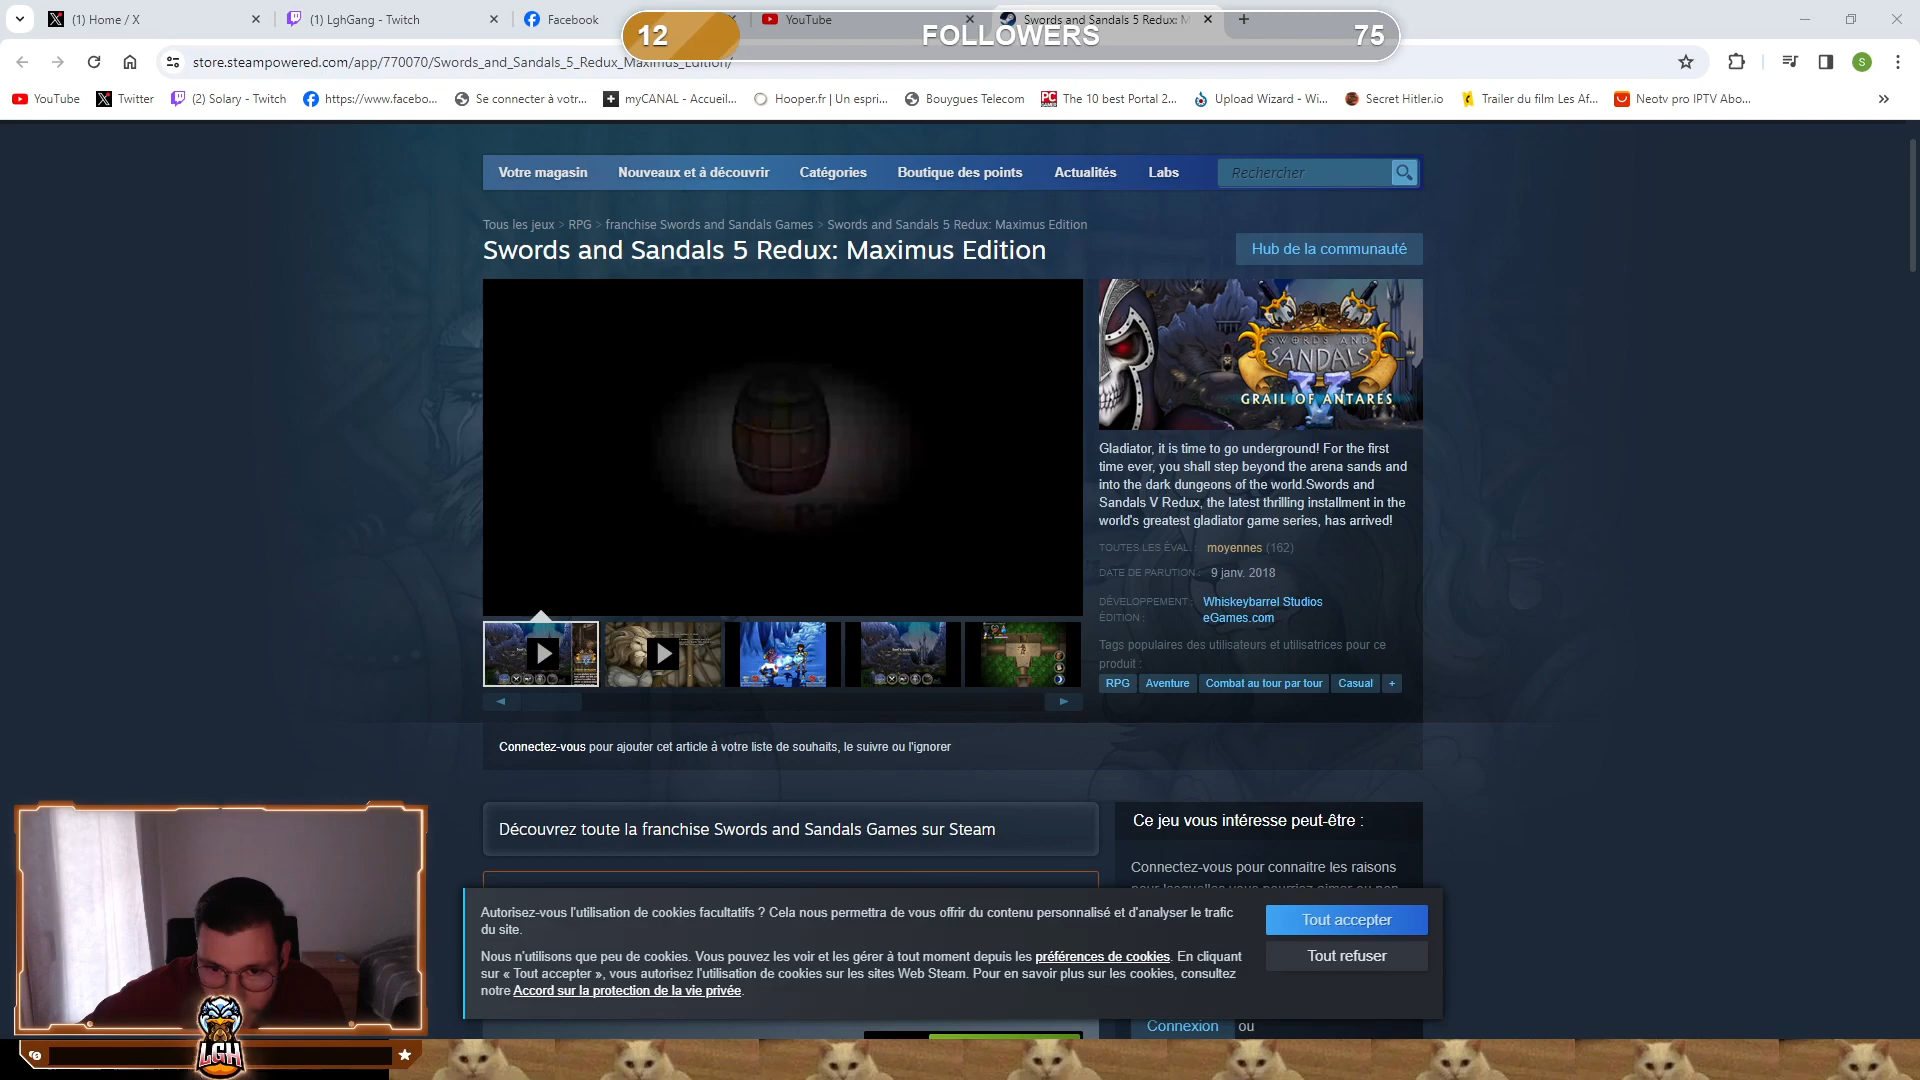 (1) Home / X
(1) LghGang - Twitch
Facebook
YouTube
Swords and Sandals 5 Redux: M
12
FOLLOWERS
75
store.steampowered.com/app/770070/Swords_and_Sandals_5_Redux_Maximus_Edition/
S
YouTube
Twitter
(2) Solary - Twitch
https://www.facebo...
Se connecter à votr...
myCANAL - Accueil...
Hooper.fr | Un espri...
Bouygues Telecom
The 10 best Portal 2...
Upload Wizard - Wi...
Secret Hitler.io
Trailer du film Les Af...
Neotv pro IPTV Abo...
Votre magasin
Nouveaux et à découvrir
Catégories
Boutique des points
Actualités
Labs
Rechercher
Tous les jeux > RPG > franchise Swords and Sandals Games > Swords and Sandals 5 Redux: Maximus Edition
Swords and Sandals 5 Redux: Maximus Edition
Hub de la communauté
SWORDS AND
SANDALS
V
GRAIL OF ANTARES
Gladiator, it is time to go underground! For the first
time ever, you shall step beyond the arena sands and
into the dark dungeons of the world.Swords and
Sandals V Redux, the latest thrilling installment in the
world's greatest gladiator game series, has arrived!
TOUTES LES ÉVAL. : moyennes (162)
DATE DE PARUTION : 9 janv. 2018
DÉVELOPPEMENT : Whiskeybarrel Studios
ÉDITION : eGames.com
Tags populaires des utilisateurs et utilisatrices pour ce
produit :
RPG
Aventure
Combat au tour par tour
Casual
+
Connectez-vous pour ajouter cet article à votre liste de souhaits, le suivre ou l'ignorer
Découvrez toute la franchise Swords and Sandals Games sur Steam
Ce jeu vous intéresse peut-être :
Connectez-vous pour connaitre les raisons
pour lesquelles vous pourriez aimer ou non
Autorisez-vous l'utilisation de cookies facultatifs ? Cela nous permettra de vous offrir du contenu personnalisé et d'analyser le trafic
du site.
Nous n'utilisons que peu de cookies. Vous pouvez les voir et les gérer à tout moment depuis les préférences de cookies. En cliquant
sur « Tout accepter », vous autorisez l'utilisation de cookies sur les sites Web Steam. Pour en savoir plus sur les cookies, consultez
notre Accord sur la protection de la vie privée.
Tout accepter
Tout refuser
Connexion ou
LGH